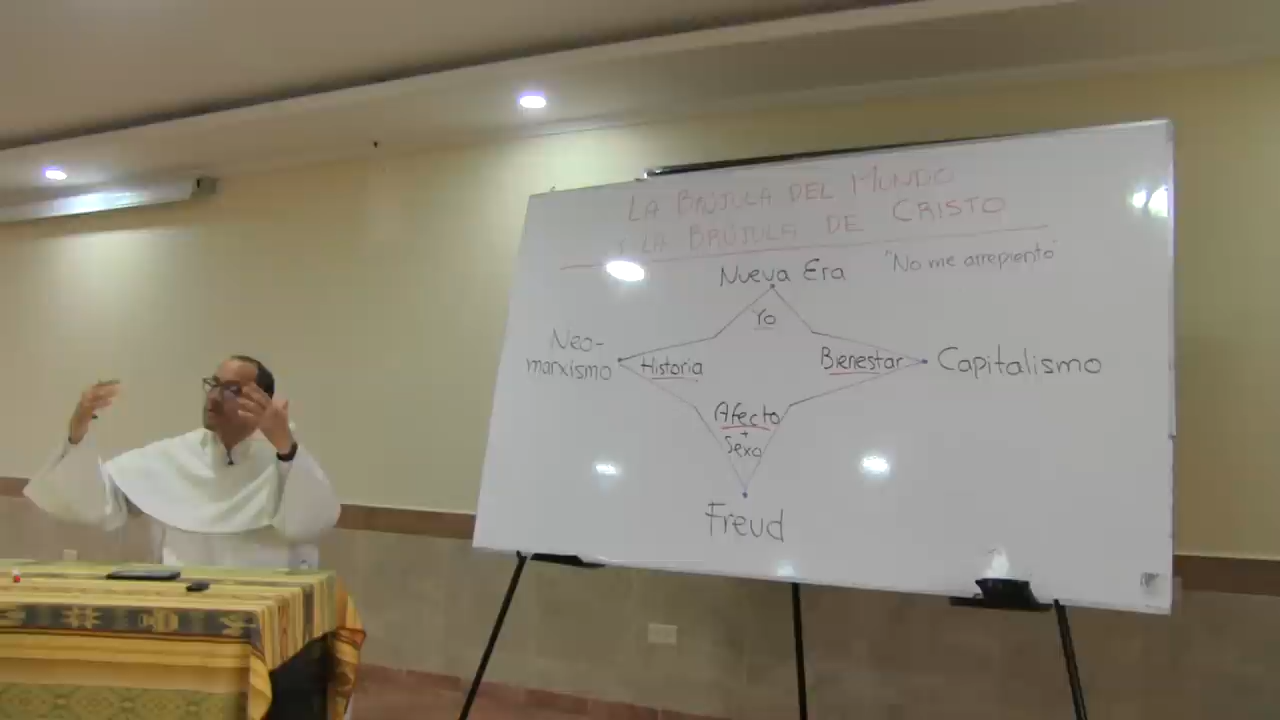 LA BRÚJULA DEL MUNDO
Y LA BRÚJULA DE CRISTO
"No me arrepiento"
Nueva Era
Yo
Neo-
marxismo
Historia
Bienestar
Capitalismo
Afecto
+
Sexo
Freud